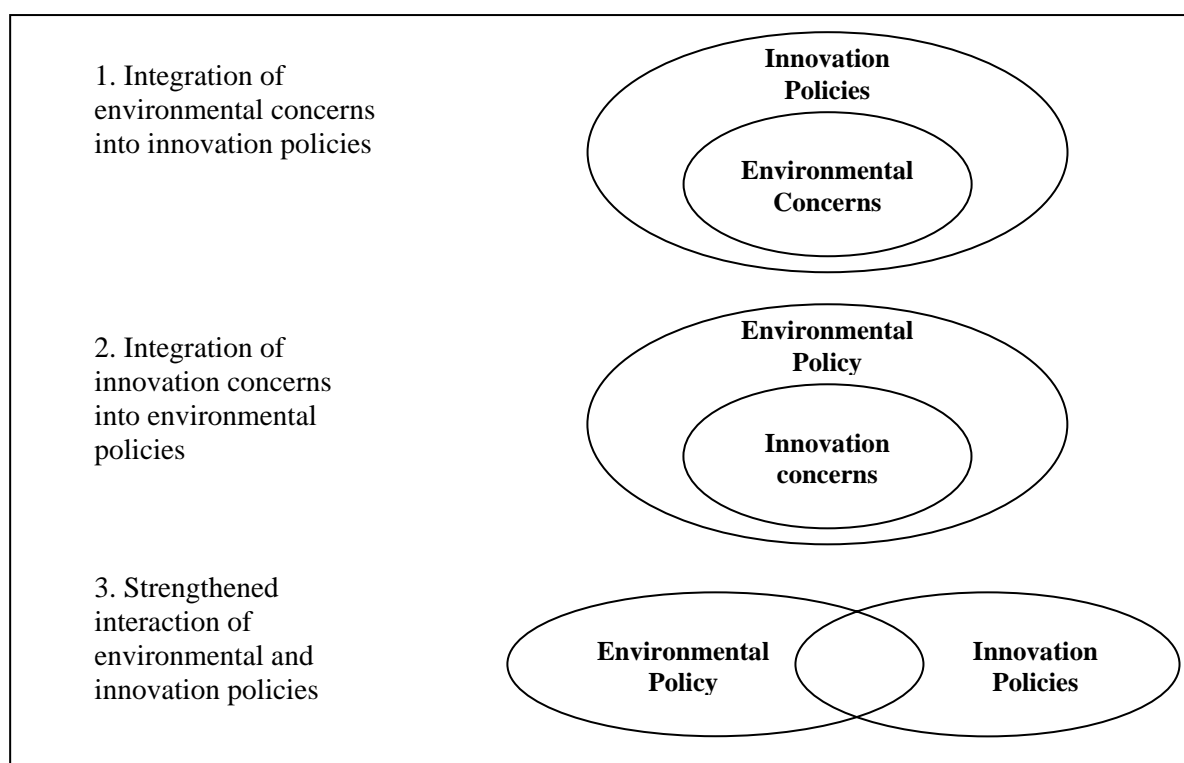 1. Integration of
environmental concerns
into innovation policies
Innovation
Policies
Environmental
Concerns
2. Integration of
innovation concerns
into environmental
policies
Environmental
Policy
Innovation
concerns
3. Strengthened
interaction of
environmental and
innovation policies
Environmental
Policy
Innovation
Policies